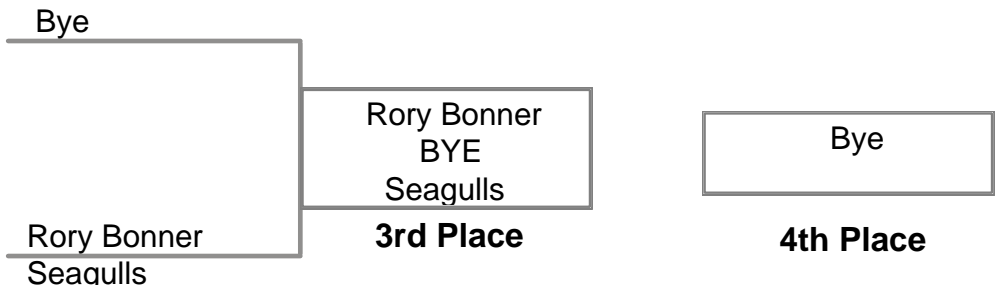 Bye
Rory Bonner
Seagulls
Rory Bonner
BYE
Seagulls
3rd Place
Bye
4th Place